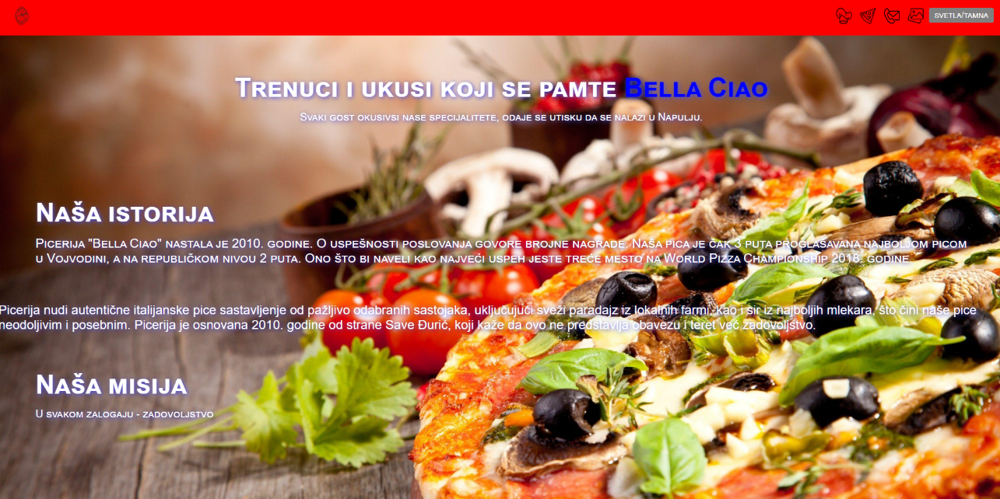 SVETLA/TAMNA
Trenuci i ukusi koji se pamte Bella Ciao
Svaki gost okusivsi nase specijalitete, odaje se utisku da se nalazi u Napulju.
Naša istorija
Picerija "Bella Ciao" nastala je 2010. godine. O uspešnosti poslovanja govore brojne nagrade. Naša pica je čak 3 puta proglašavana najboljom picom
u Vojvodini, a na republičkom nivou 2 puta. Ono što bi naveli kao najveći uspeh jeste treće mesto na World Pizza Championship 2018. godine.
Picerija nudi autentične italijanske pice sastavljenje od pažljivo odabranih sastojaka, uključujući sveži paradajz iz lokalnih farmi, kao i sir iz najboljih mlekara, što čini naše pice
neodoljivim i posebnim. Picerija je osnovana 2010. godine od strane Save Đurić, koji kaže da ovo ne predstavlja obavezu i teret već zadovoljstvo.
Naša misija
U svakom zalogaju - zadovoljstvo